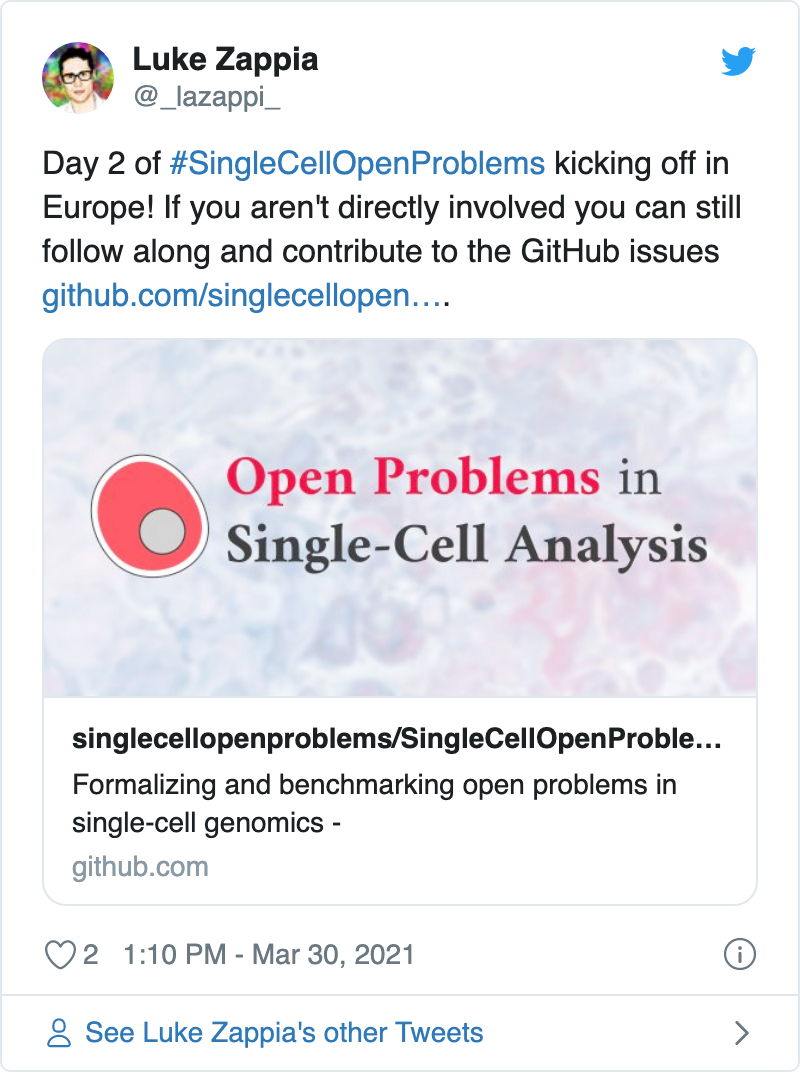 Luke Zappia
@_lazappi_
Day 2 of #SingleCellOpenProblems kicking off in
Europe! If you aren't directly involved you can still
follow along and contribute to the GitHub issues
github.com/singlecellopen….
Open Problems in
Single-Cell Analysis
singlecellopenproblems/SingleCellOpenProble…
Formalizing and benchmarking open problems in
single-cell genomics -
github.com
2 1:10 PM - Mar 30, 2021
See Luke Zappia's other Tweets